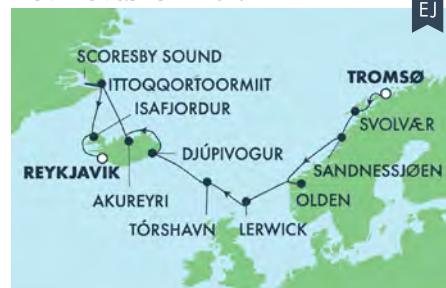 EJ
SCORESBY SOUND
ITTOQQORTOORMIIT
ISAFJORDUR
TROMSØ
SVOLVÆR
DJÚPIVOGUR
REYKJAVIK
SANDNESSJØEN
AKUREYRI
OLDEN
TÓRSHAVN
LERWICK